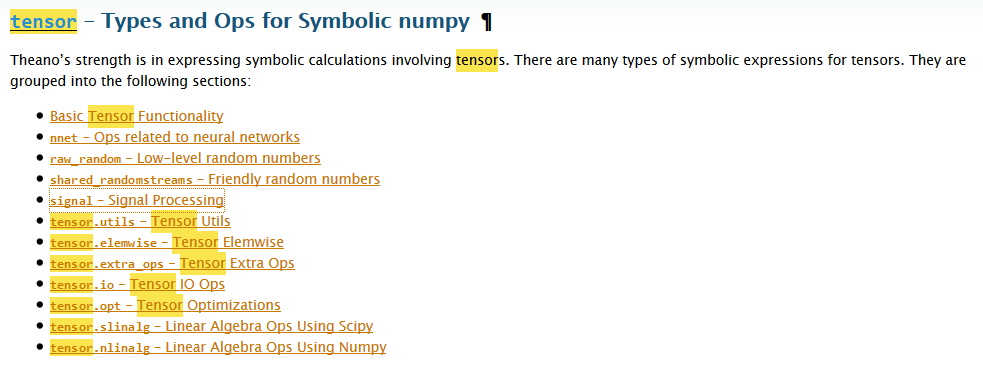 tensor – Types and Ops for Symbolic numpy ¶
Theano's strength is in expressing symbolic calculations involving tensors. There are many types of symbolic expressions for tensors. They are
grouped into the following sections:
• Basic Tensor Functionality
• nnet – Ops related to neural networks
• raw_random – Low-level random numbers
• shared_randomstreams – Friendly random numbers
• signal – Signal Processing
• tensor.utils – Tensor Utils
• tensor.elemwise – Tensor Elemwise
• tensor.extra_ops – Tensor Extra Ops
• tensor.io – Tensor IO Ops
• tensor.opt – Tensor Optimizations
• tensor.slinalg – Linear Algebra Ops Using Scipy
• tensor.nlinalg – Linear Algebra Ops Using Numpy